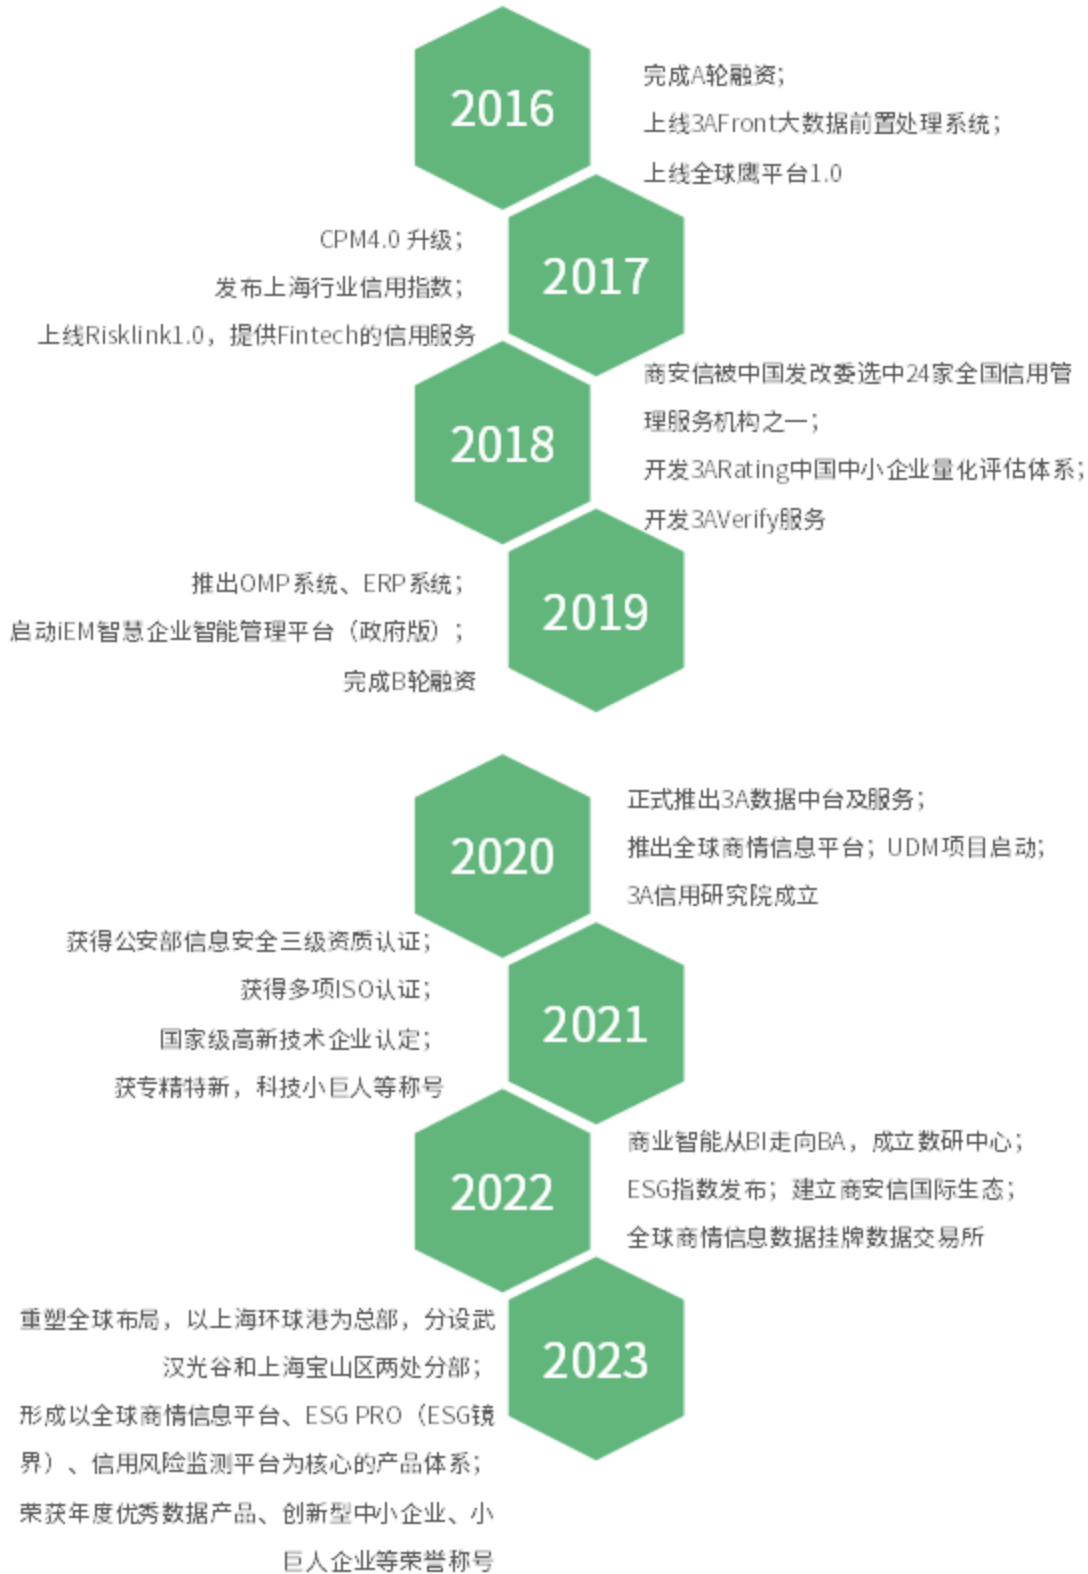 2016
完成A轮融资；
上线3AFront大数据前置处理系统；
上线全球鹰平台1.0
2017
CPM4.0 升级；
发布上海行业信用指数；
上线Risklink1.0，提供Fintech的信用服务
2018
商安信被中国发改委选中24家全国信用管
理服务机构之一；
开发3ARating中国中小企业量化评估体系；
开发3AVerify服务
2019
推出OMP系统、ERP系统；
启动iEM智慧企业智能管理平台（政府版）；
完成B轮融资
2020
正式推出3A数据中台及服务；
推出全球商情信息平台；UDM项目启动；
3A信用研究院成立
2021
获得公安部信息安全三级资质认证；
获得多项ISO认证；
国家级高新技术企业认定；
获专精特新，科技小巨人等称号
2022
商业智能从BI走向BA，成立数研中心；
ESG指数发布；建立商安信国际生态；
全球商情信息数据挂牌数据交易所
2023
重塑全球布局，以上海环球港为总部，分设武
汉光谷和上海宝山区两处分部；
形成以全球商情信息平台、ESG PRO（ESG镜
界）、信用风险监测平台为核心的产品体系；
荣获年度优秀数据产品、创新型中小企业、小
巨人企业等荣誉称号